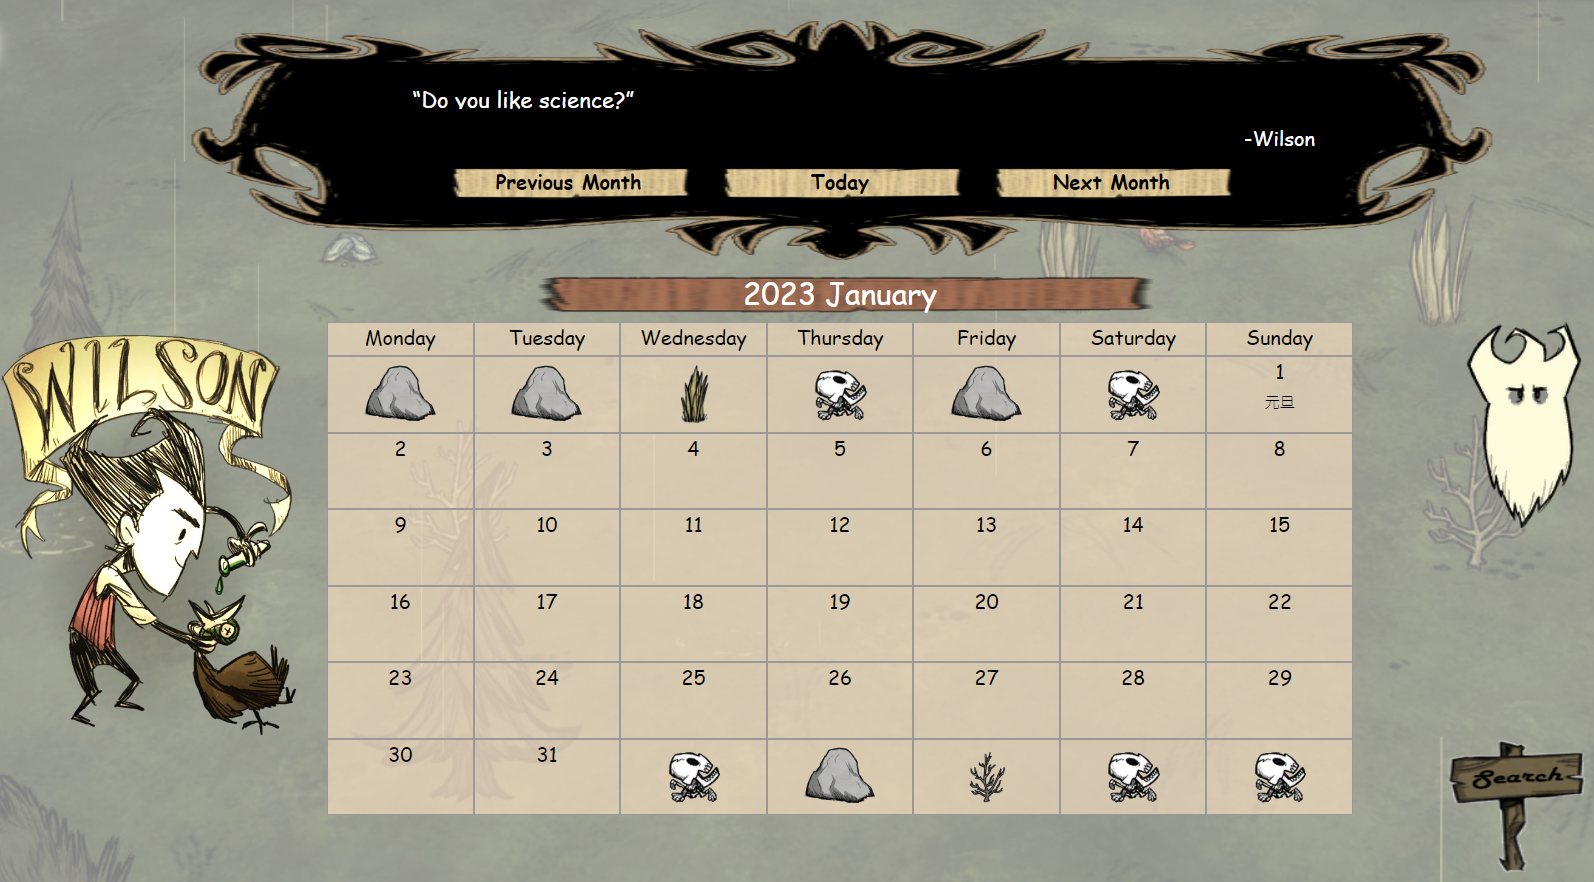 “Do you like science?”
-Wilson
Previous Month Today Next Month
2023 January
WILSON
Monday Tuesday Wednesday Thursday Friday Saturday Sunday
1
元旦
2 3 4 5 6 7 8
9 10 11 12 13 14 15
16 17 18 19 20 21 22
23 24 25 26 27 28 29
30 31
Search